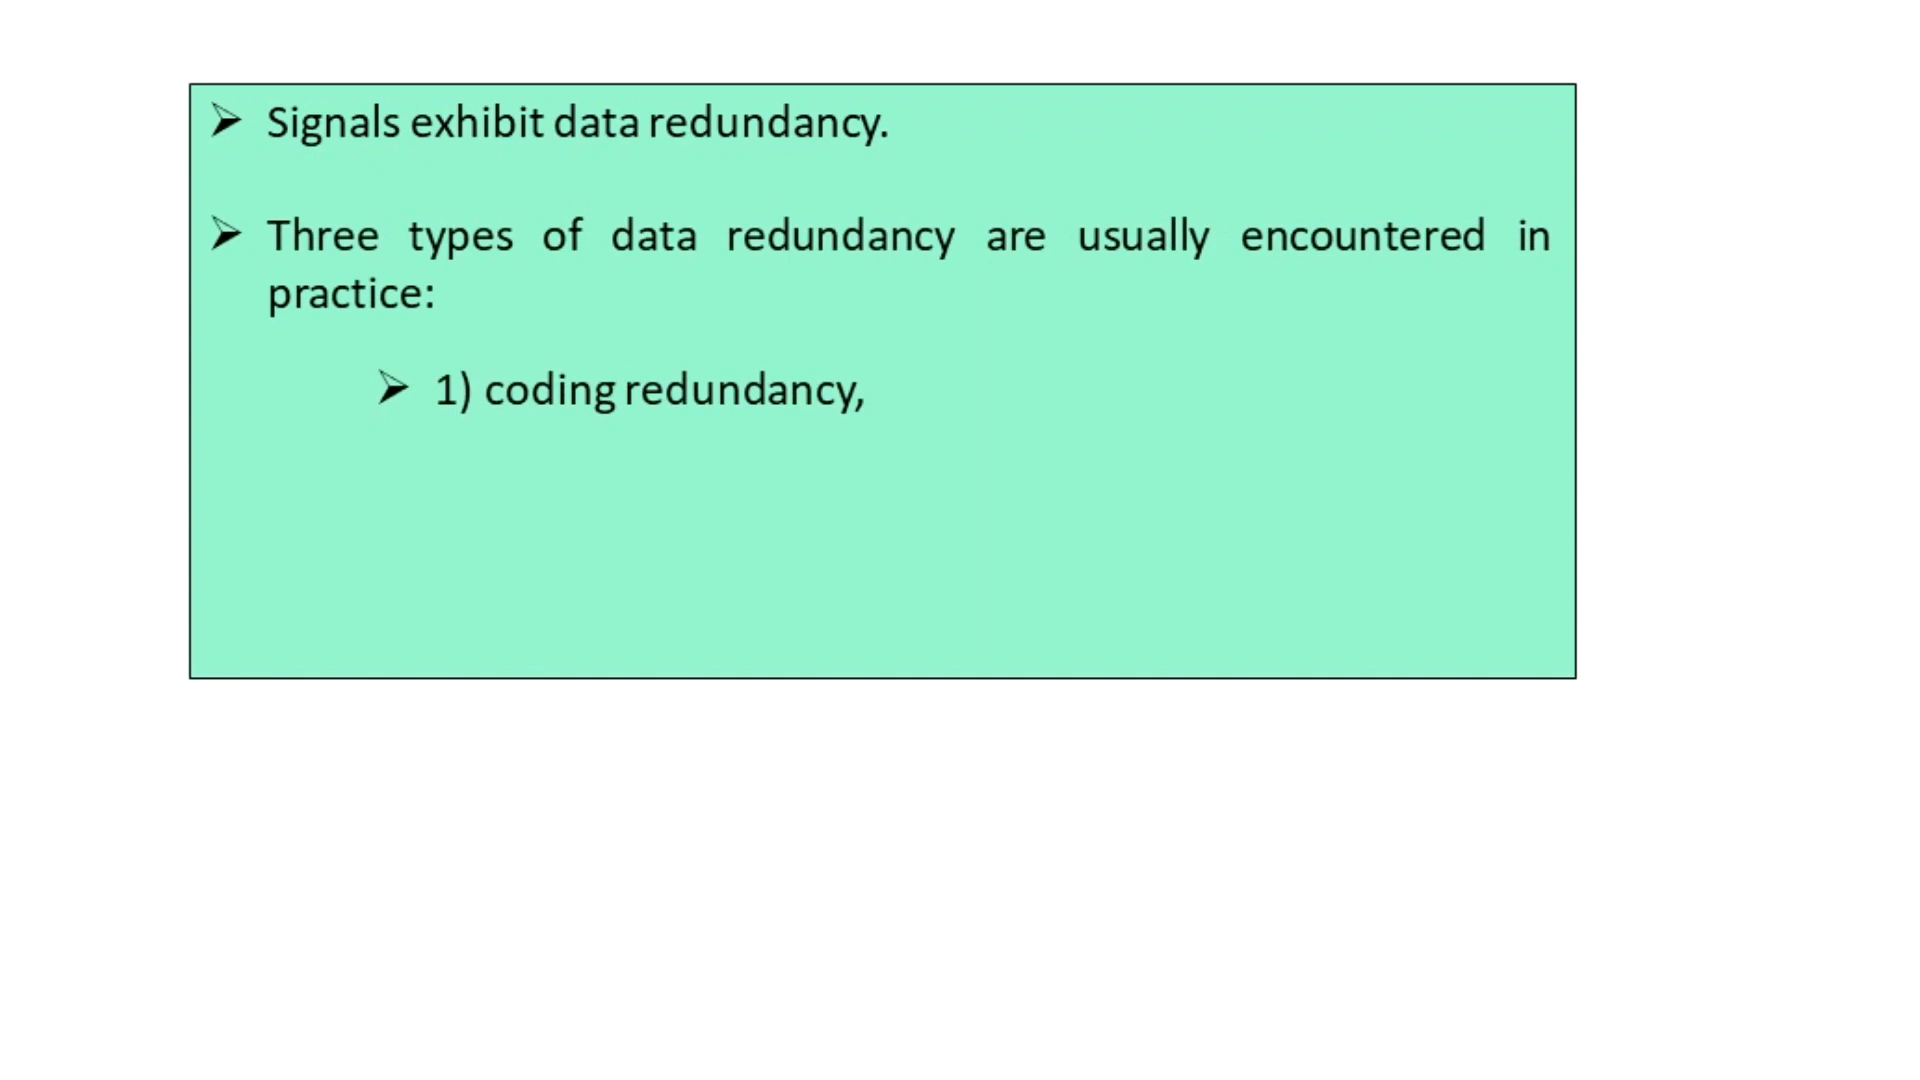 ➢ Signals exhibit data redundancy.
➢ Three types of data redundancy are usually encountered in
practice:
➢ 1) coding redundancy,